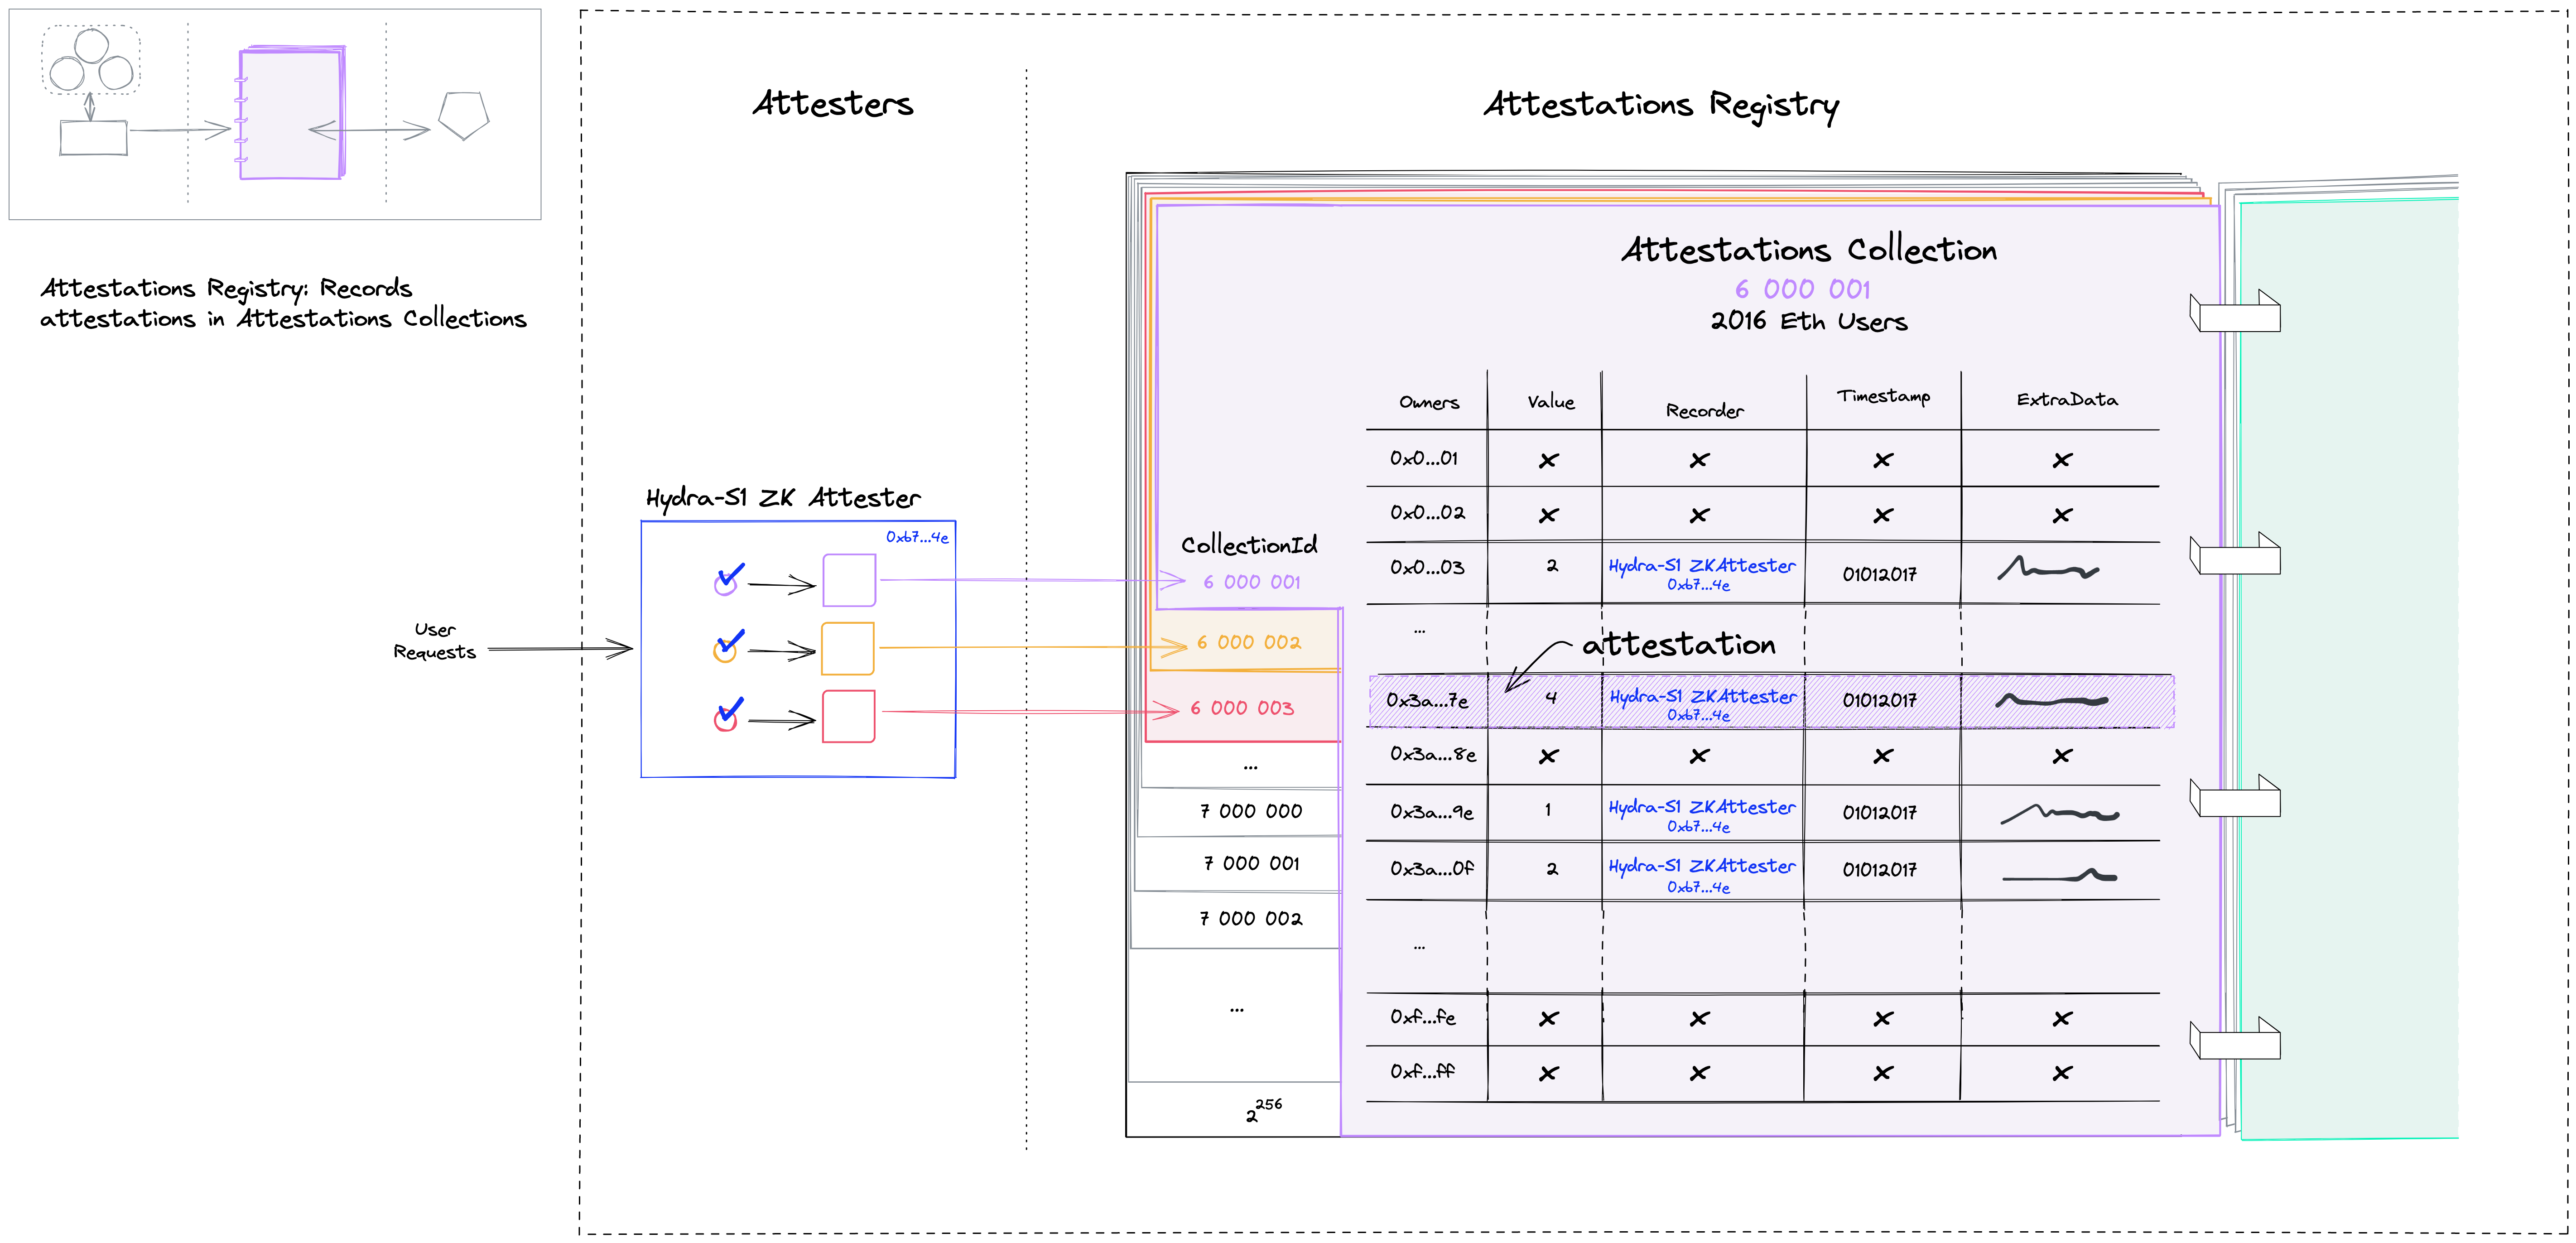 Attestations Registry: Records
attestations in Attestations Collections
Attesters
Attestations Registry
User
Requests
Hydra-S1 ZK Attester
0xb7...4e
CollectionId
6 000 001
6 000 002
6 000 003
...
7 000 000
7 000 001
7 000 002
...
2^256
Attestations Collection
6 000 001
2016 Eth Users
Owners Value Recorder Timestamp ExtraData
0x0...01 x x x x
0x0...02 x x x x
0x0...03 2 Hydra-S1 ZKAttester 01012017
0xb7...4e
...
attestation
0x3a...7e 4 Hydra-S1 ZKAttester 01012017
0xb7...4e
0x3a...8e x x x x
0x3a...9e 1 Hydra-S1 ZKAttester 01012017
0xb7...4e
0x3a...0f 2 Hydra-S1 ZKAttester 01012017
0xb7...4e
...
0xf...fe x x x x
0xf...ff x x x x